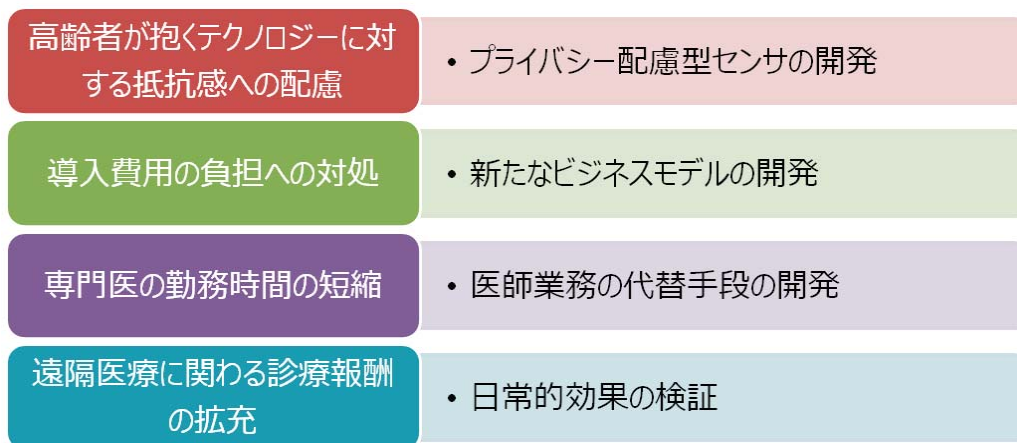 高齢者が抱くテクノロジーに対
する抵抗感への配慮
・プライバシー配慮型センサの開発
導入費用の負担への対処
・新たなビジネスモデルの開発
専門医の勤務時間の短縮
・医師業務の代替手段の開発
遠隔医療に関わる診療報酬
の拡充
・日常的効果の検証